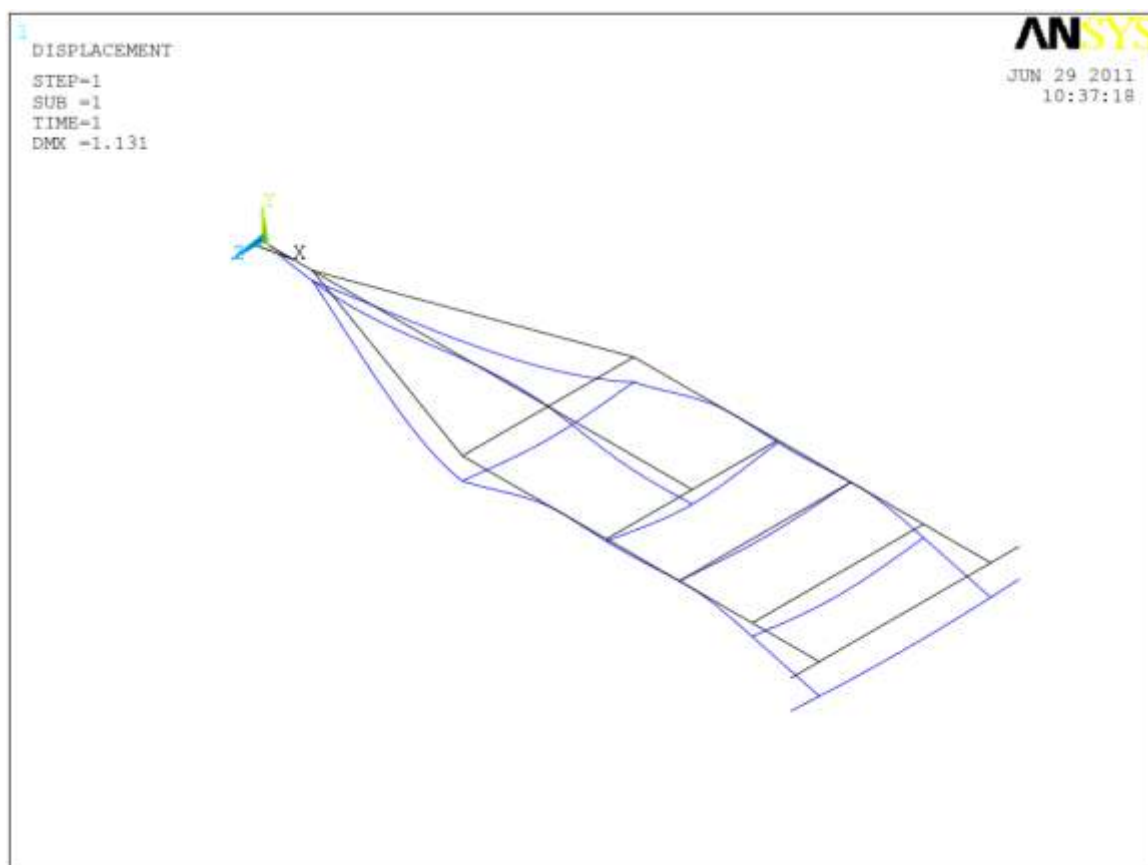 1
DISPLACEMENT
STEP=1
SUB =1
TIME=1
DMX =1.131
ANSYS
JUN 29 2011
10:37:18
Y
Z
X